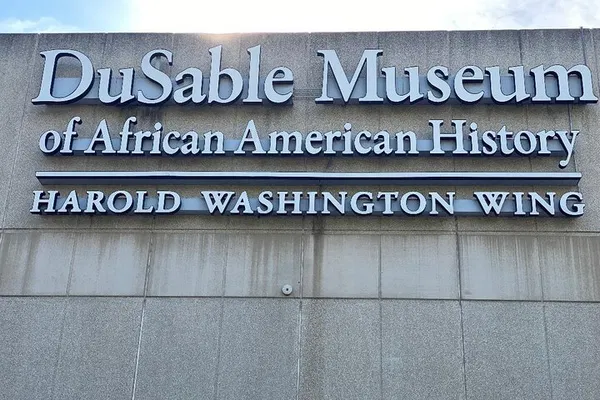 DuSable Museum
of African American History
HAROLD WASHINGTON WING